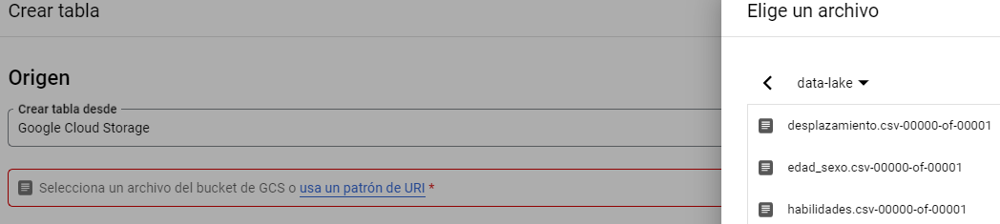 Crear tabla
Origen
Crear tabla desde
Google Cloud Storage
Selecciona un archivo del bucket de GCS o usa un patrón de URI *
Elige un archivo
data-lake
desplazamiento.csv-00000-of-00001
edad_sexo.csv-00000-of-00001
habilidades.csv-00000-of-00001